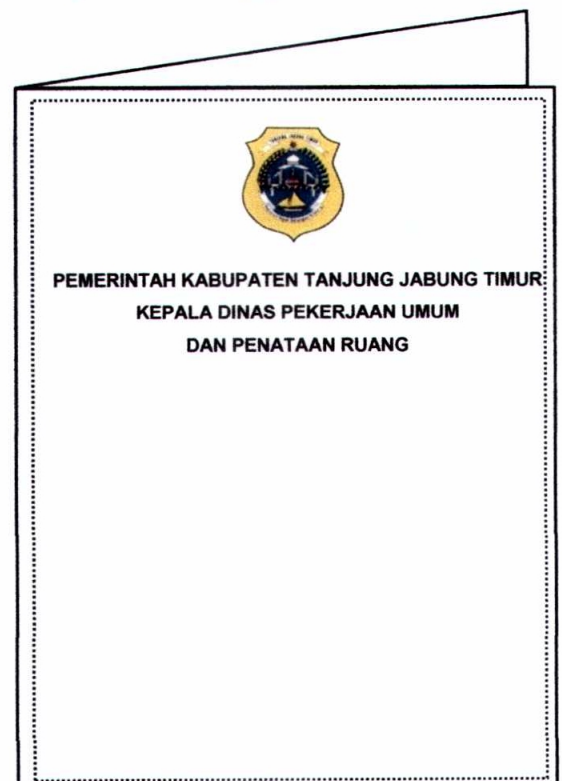 PEMERINTAH KABUPATEN TANJUNG JABUNG TIMUR
KEPALA DINAS PEKERJAAN UMUM
DAN PENATAAN RUANG